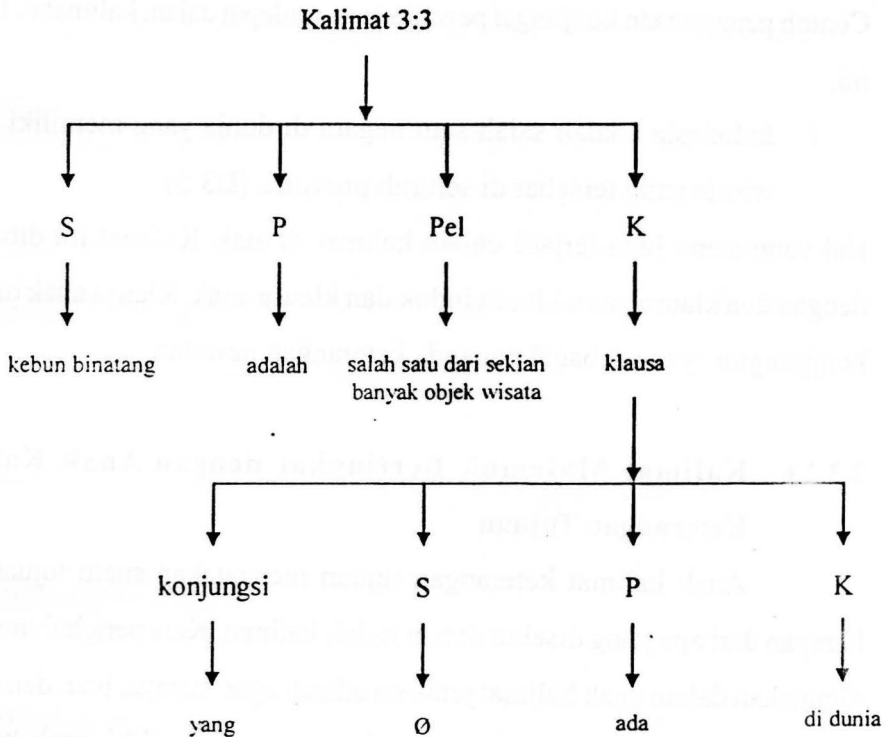 Kalimat 3:3
S P Pel K
kebun binatang adalah salah satu dari sekian klausa
banyak objek wisata
konjungsi S P K
yang Ø ada di dunia